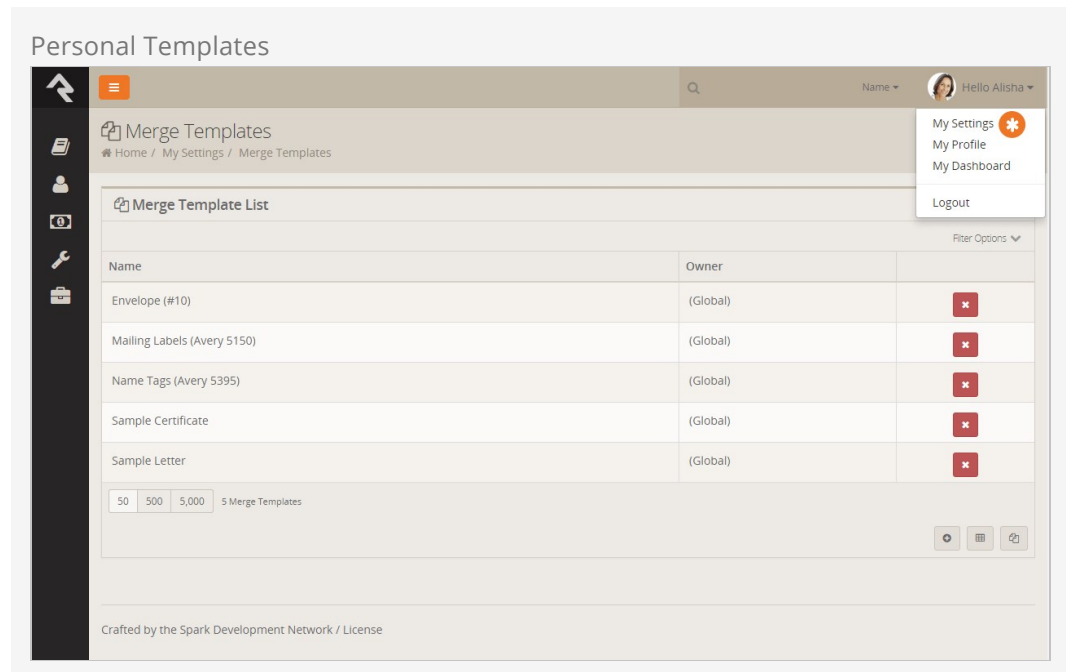 Personal Templates
Name
Hello Alisha
Merge Templates
Home / My Settings / Merge Templates
My Settings
My Profile
My Dashboard
Logout
Merge Template List
Filter Options
Name Owner
Envelope (#10) (Global)
Mailing Labels (Avery 5150) (Global)
Name Tags (Avery 5395) (Global)
Sample Certificate (Global)
Sample Letter (Global)
50 500 5,000 5 Merge Templates
Crafted by the Spark Development Network / License